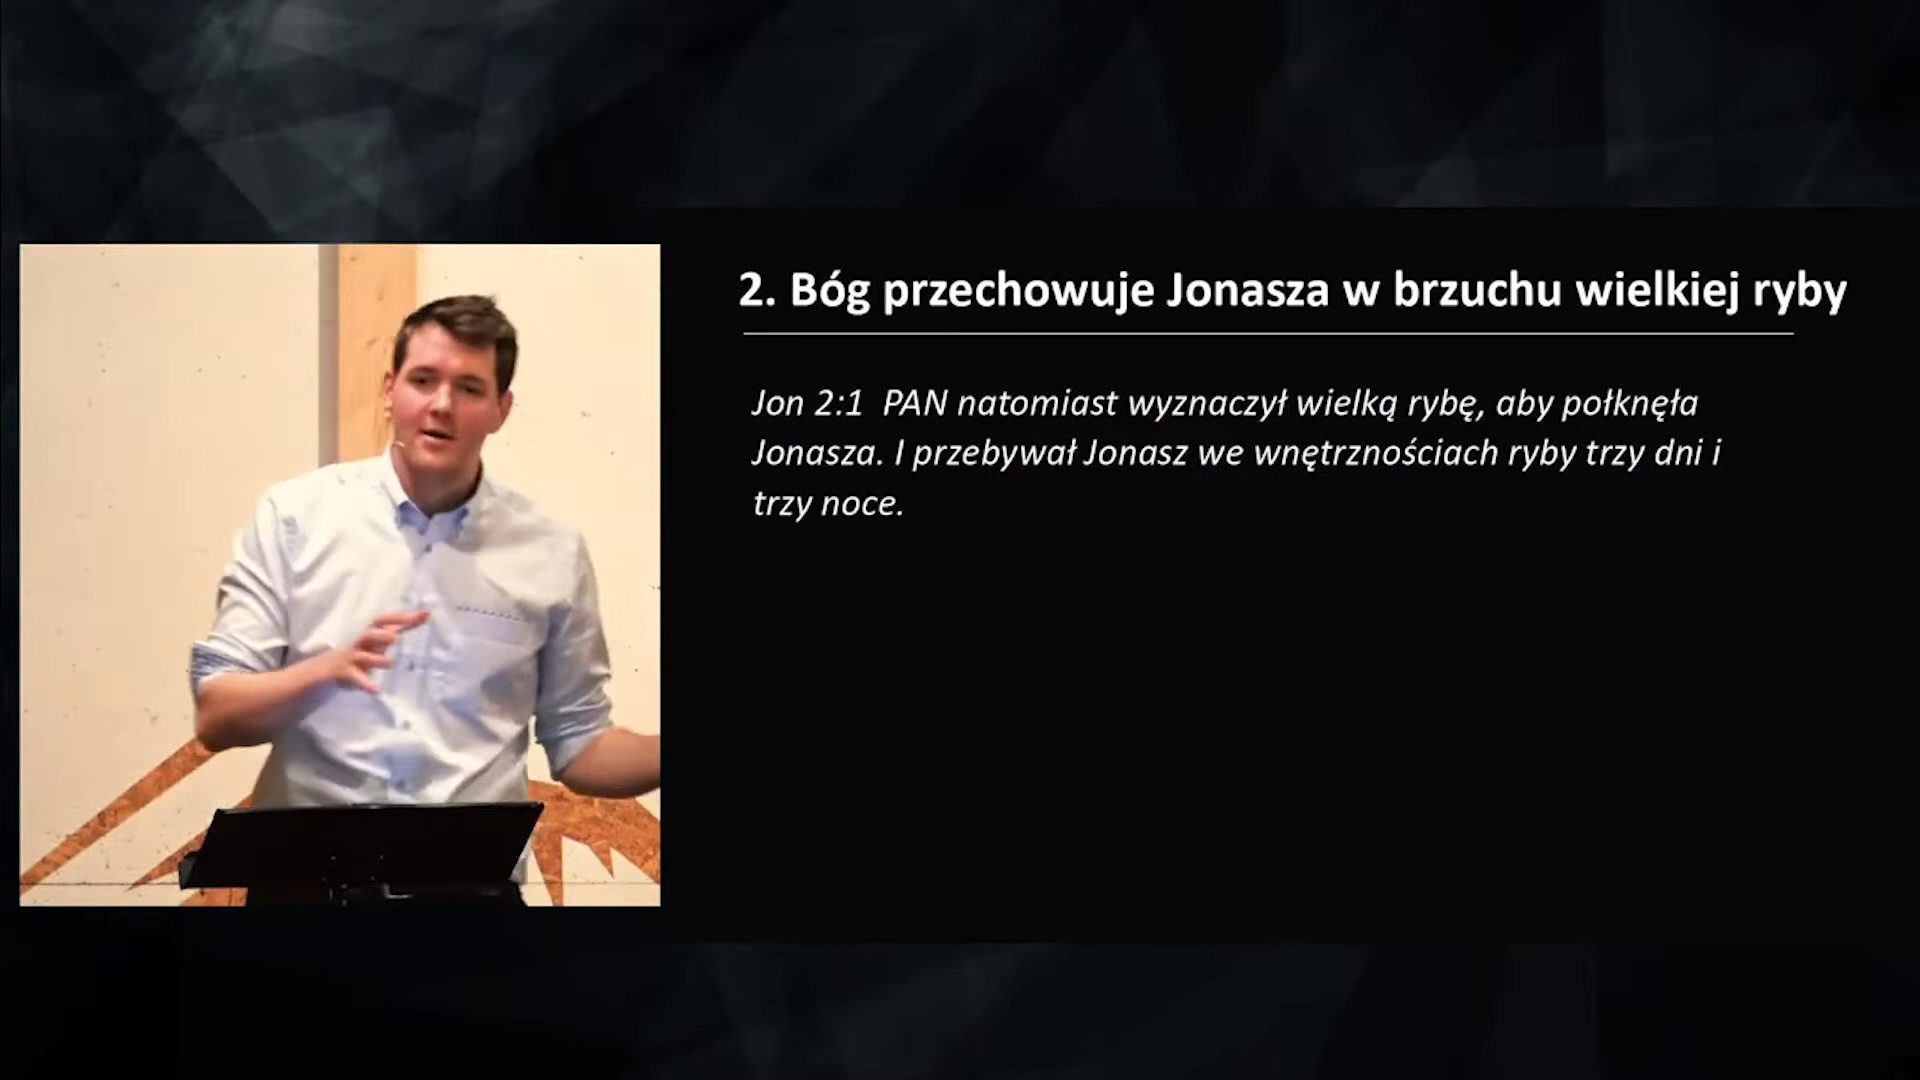 2. Bóg przechowuje Jonasza w brzuchu wielkiej ryby
Jon 2:1 PAN natomiast wyznaczył wielką rybę, aby połknęła
Jonasza. I przebywał Jonasz we wnętrznościach ryby trzy dni i
trzy noce.